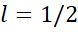 l = 1/2